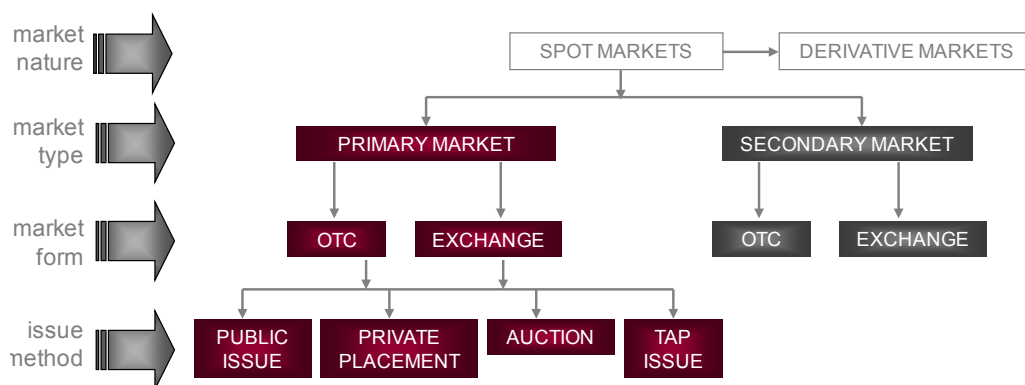 market
nature
SPOT MARKETS
DERIVATIVE MARKETS
market
type
PRIMARY MARKET
SECONDARY MARKET
market
form
OTC
EXCHANGE
OTC
EXCHANGE
issue
method
PUBLIC
ISSUE
PRIVATE
PLACEMENT
AUCTION
TAP
ISSUE